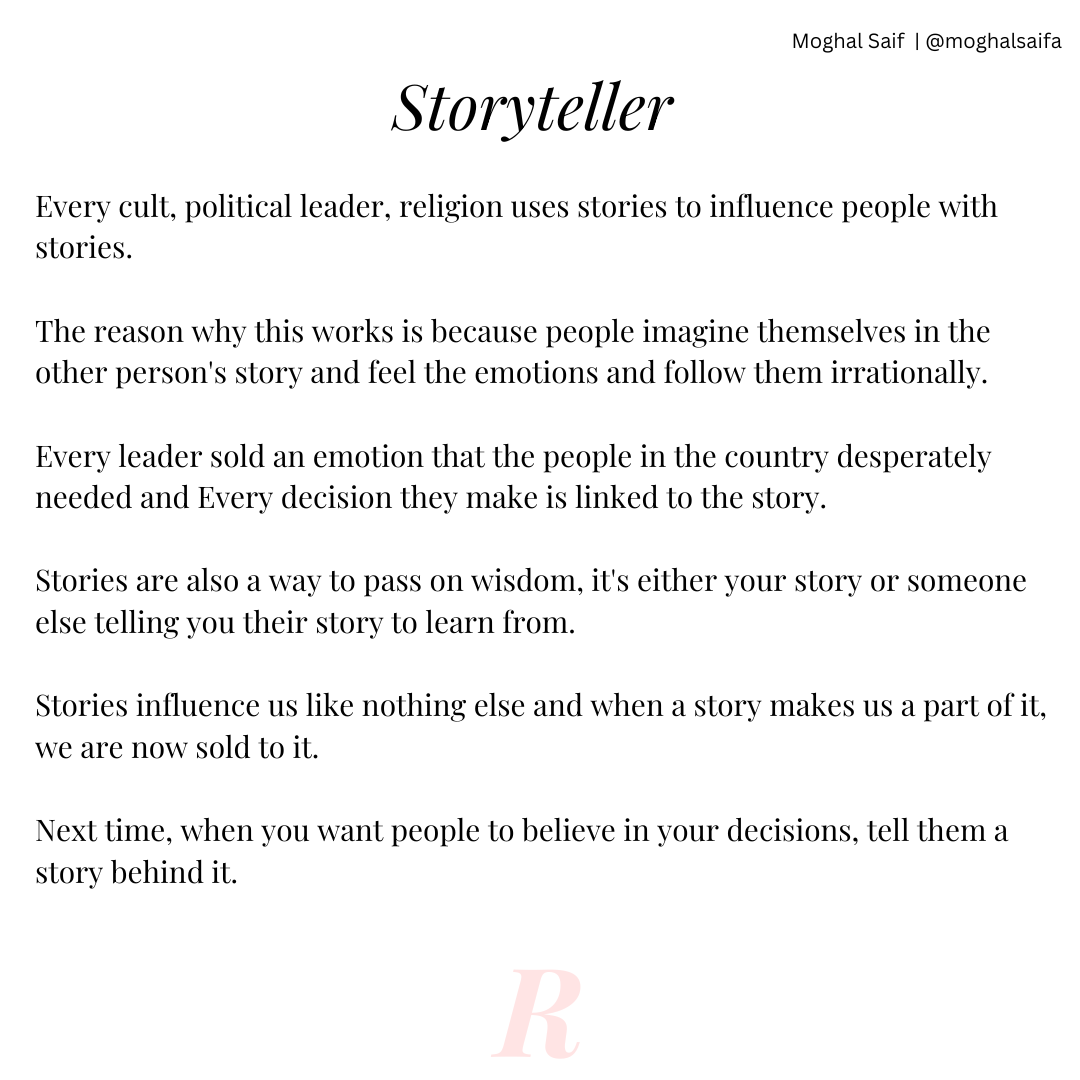 Moghal Saif | @moghalsaifa
Storyteller
Every cult, political leader, religion uses stories to influence people with
stories.
The reason why this works is because people imagine themselves in the
other person's story and feel the emotions and follow them irrationally.
Every leader sold an emotion that the people in the country desperately
needed and Every decision they make is linked to the story.
Stories are also a way to pass on wisdom, it's either your story or someone
else telling you their story to learn from.
Stories influence us like nothing else and when a story makes us a part of it,
we are now sold to it.
Next time, when you want people to believe in your decisions, tell them a
story behind it.
R